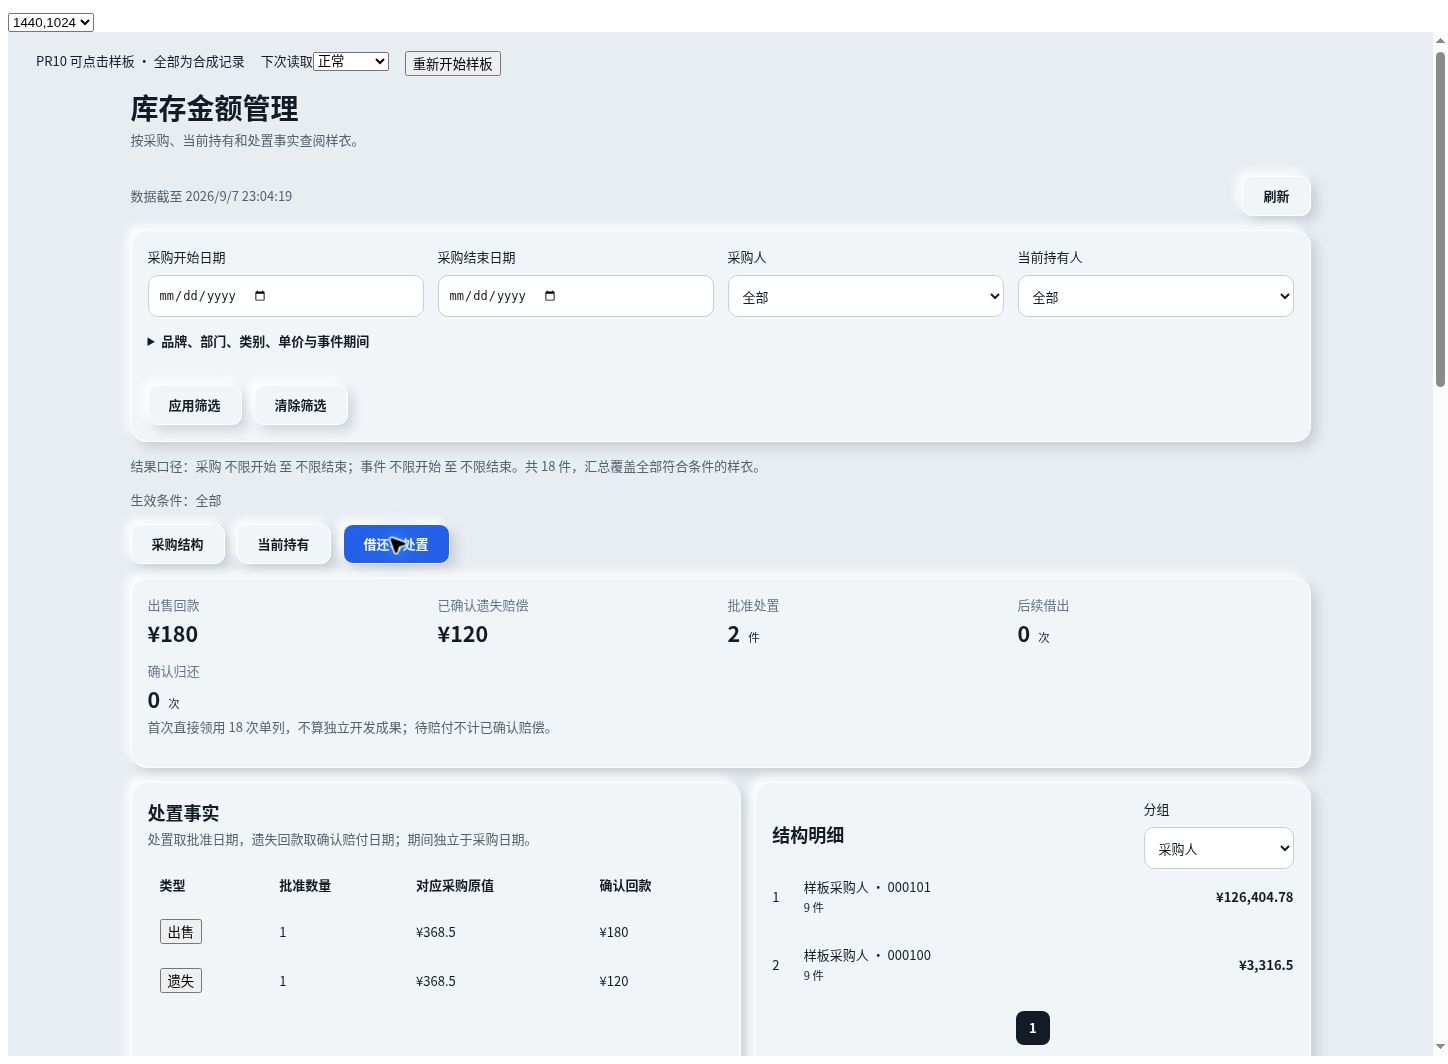 1440,1024
PR10 可点击样板 · 全部为合成记录 下次读取 正常 重新开始样板
库存金额管理
按采购、当前持有和处置事实查阅样衣。
数据截至 2026/9/7 23:04:19 刷新
采购开始日期 采购结束日期 采购人 当前持有人
mm/dd/yyyy mm/dd/yyyy 全部 全部
▶ 品牌、部门、类别、单价与事件期间
应用筛选 清除筛选
结果口径：采购 不限开始 至 不限结束；事件 不限开始 至 不限结束。共 18 件，汇总覆盖全部符合条件的样衣。
生效条件：全部
采购结构 当前持有 借还 处置
出售回款 已确认遗失赔偿 批准处置 后续借出
¥180 ¥120 2 件 0 次
确认归还
0 次
首次直接领用 18 次单列，不算独立开发成果；待赔付不计已确认赔偿。
处置事实
处置取批准日期，遗失回款取确认赔付日期；期间独立于采购日期。
类型 批准数量 对应采购原值 确认回款
出售 1 ¥368.5 ¥180
遗失 1 ¥368.5 ¥120
分组
结构明细 采购人
1 样板采购人 · 000101 ¥126,404.78
9 件
2 样板采购人 · 000100 ¥3,316.5
9 件
1